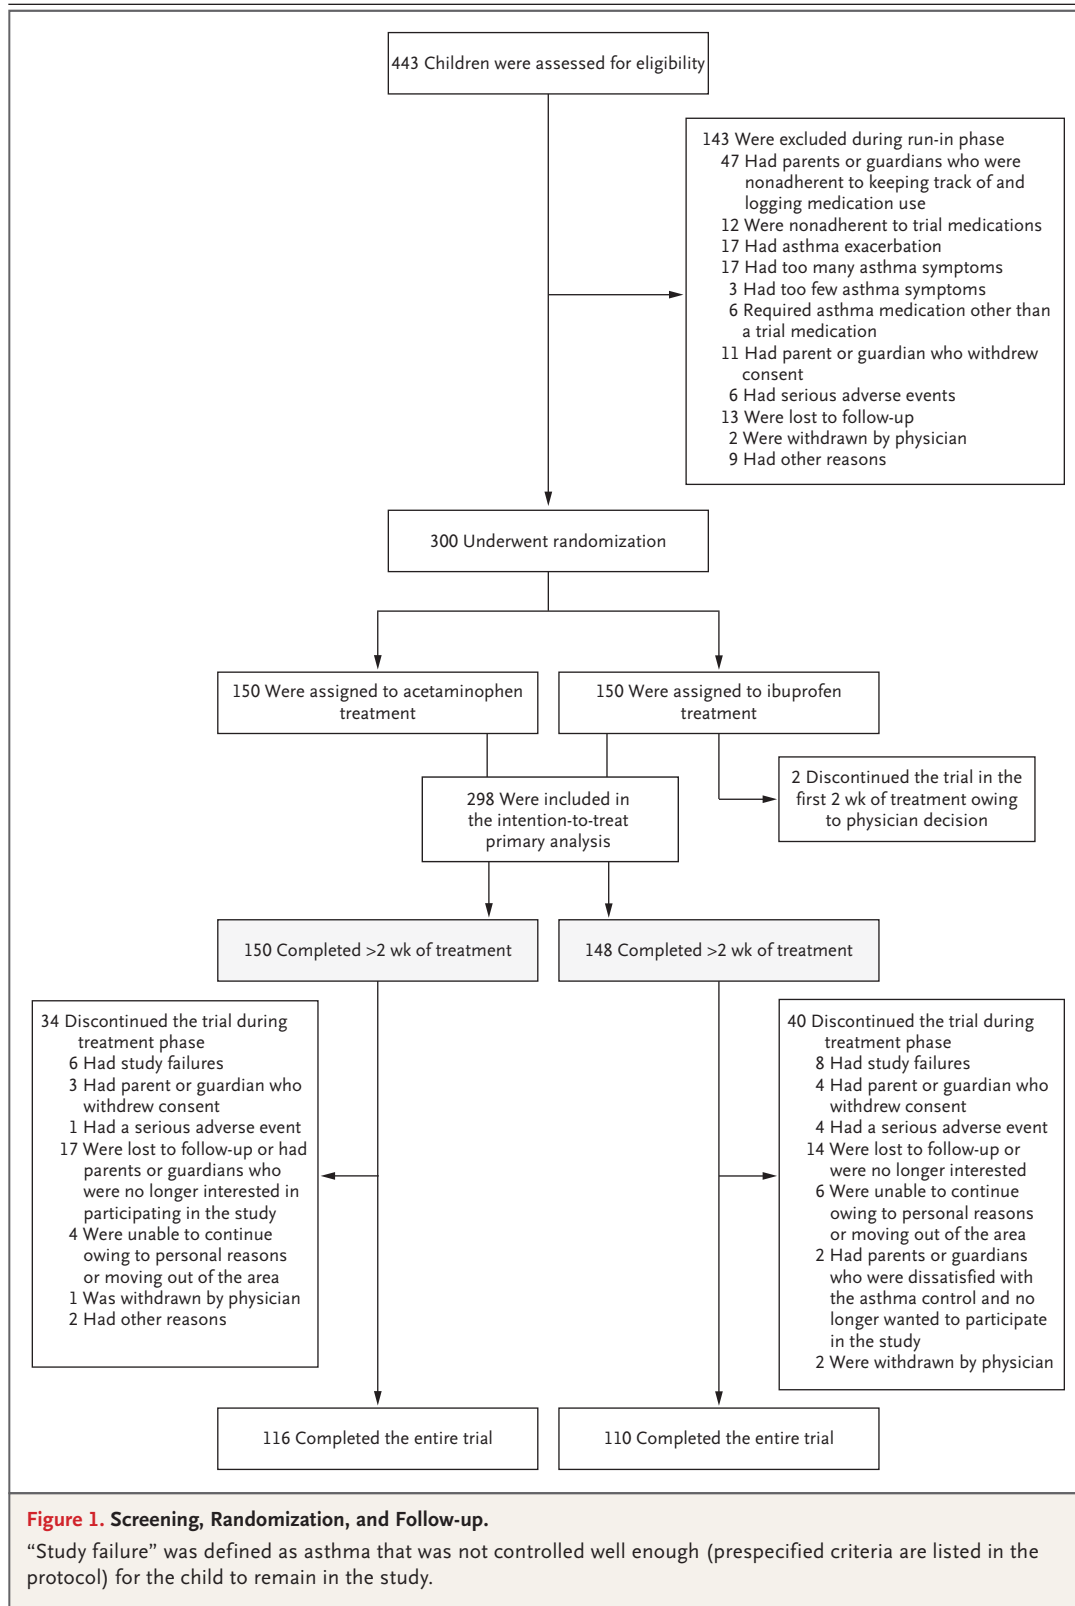 443 Children were assessed for eligibility
143 Were excluded during run-in phase
47 Had parents or guardians who were
nonadherent to keeping track of and
logging medication use
12 Were nonadherent to trial medications
17 Had asthma exacerbation
17 Had too many asthma symptoms
3 Had too few asthma symptoms
6 Required asthma medication other than
a trial medication
11 Had parent or guardian who withdrew
consent
6 Had serious adverse events
13 Were lost to follow-up
2 Were withdrawn by physician
9 Had other reasons
300 Underwent randomization
150 Were assigned to acetaminophen
treatment
150 Were assigned to ibuprofen
treatment
2 Discontinued the trial in the
first 2 wk of treatment owing
to physician decision
298 Were included in
the intention-to-treat
primary analysis
150 Completed >2 wk of treatment
148 Completed >2 wk of treatment
34 Discontinued the trial during
treatment phase
6 Had study failures
3 Had parent or guardian who
withdrew consent
1 Had a serious adverse event
17 Were lost to follow-up or had
parents or guardians who
were no longer interested in
participating in the study
4 Were unable to continue
owing to personal reasons
or moving out of the area
1 Was withdrawn by physician
2 Had other reasons
40 Discontinued the trial during
treatment phase
8 Had study failures
4 Had parent or guardian who
withdrew consent
4 Had a serious adverse event
14 Were lost to follow-up or
were no longer interested
6 Were unable to continue
owing to personal reasons
or moving out of the area
2 Had parents or guardians
who were dissatisfied with
the asthma control and no
longer wanted to participate
in the study
2 Were withdrawn by physician
116 Completed the entire trial
110 Completed the entire trial
Figure 1. Screening, Randomization, and Follow-up.
“Study failure” was defined as asthma that was not controlled well enough (prespecified criteria are listed in the
protocol) for the child to remain in the study.